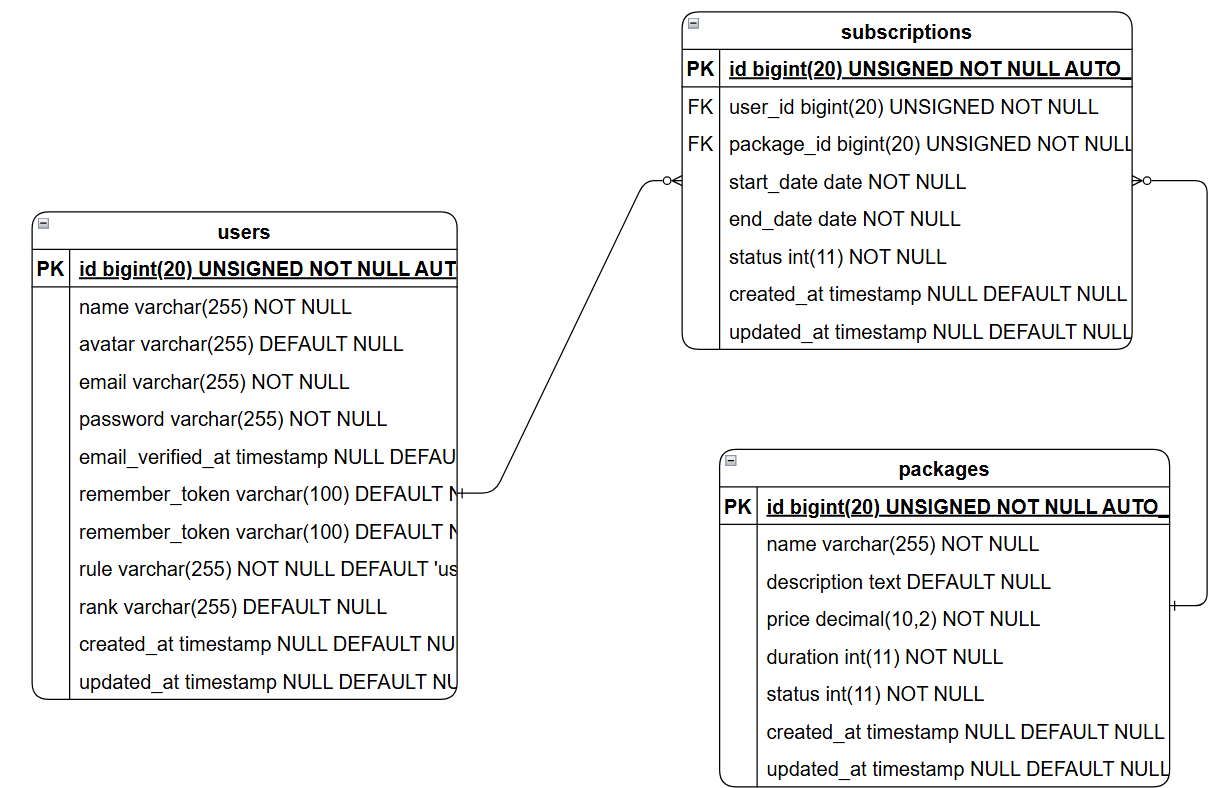 subscriptions
PK id bigint(20) UNSIGNED NOT NULL AUTO_
FK user_id bigint(20) UNSIGNED NOT NULL
FK package_id bigint(20) UNSIGNED NOT NULL
start_date date NOT NULL
end_date date NOT NULL
status int(11) NOT NULL
created_at timestamp NULL DEFAULT NULL
updated_at timestamp NULL DEFAULT NULL
users
PK id bigint(20) UNSIGNED NOT NULL AUT
name varchar(255) NOT NULL
avatar varchar(255) DEFAULT NULL
email varchar(255) NOT NULL
password varchar(255) NOT NULL
email_verified_at timestamp NULL DEFAU
remember_token varchar(100) DEFAULT N
remember_token varchar(100) DEFAULT N
rule varchar(255) NOT NULL DEFAULT 'us
rank varchar(255) DEFAULT NULL
created_at timestamp NULL DEFAULT NU
updated_at timestamp NULL DEFAULT NU
packages
PK id bigint(20) UNSIGNED NOT NULL AUTO_
name varchar(255) NOT NULL
description text DEFAULT NULL
price decimal(10,2) NOT NULL
duration int(11) NOT NULL
status int(11) NOT NULL
created_at timestamp NULL DEFAULT NULL
updated_at timestamp NULL DEFAULT NULL